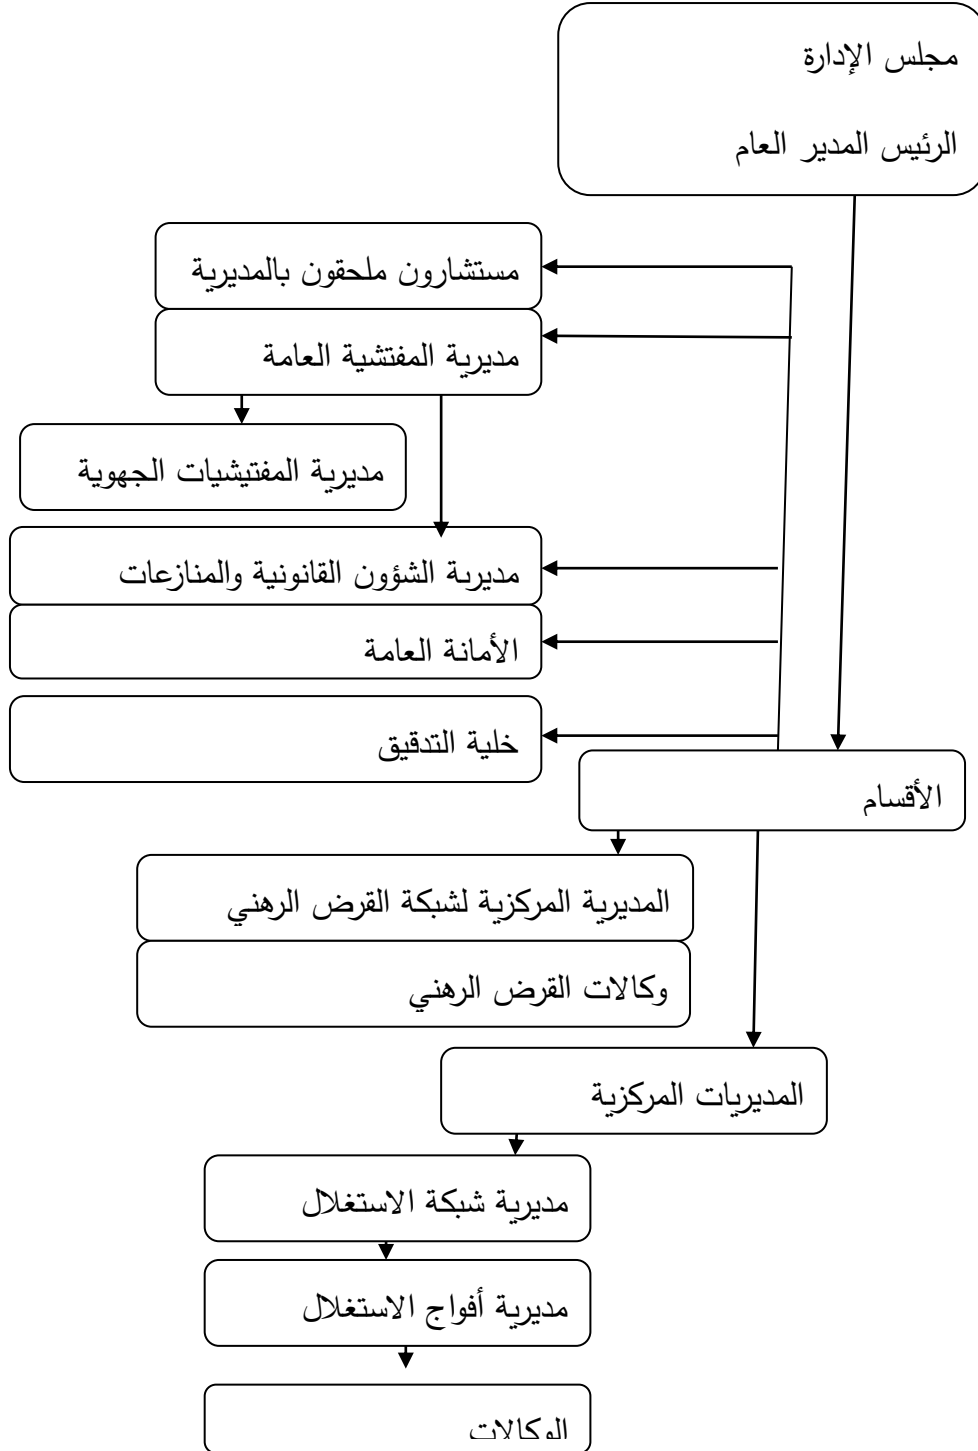 مجلس الإدارة
الرئيس المدير العام
مستشارون ملحقون بالمديرية
مديرية المفتشية العامة
مديرية المفتيشيات الجهوية
مديرية الشؤون القانونية والمنازعات
الأمانة العامة
خلية التدقيق
الأقسام
المديرية المركزية لشبكة القرض الرهني
وكالات القرض الرهني
المديريات المركزية
مديرية شبكة الاستغلال
مديرية أفواج الاستغلال
الوكالات